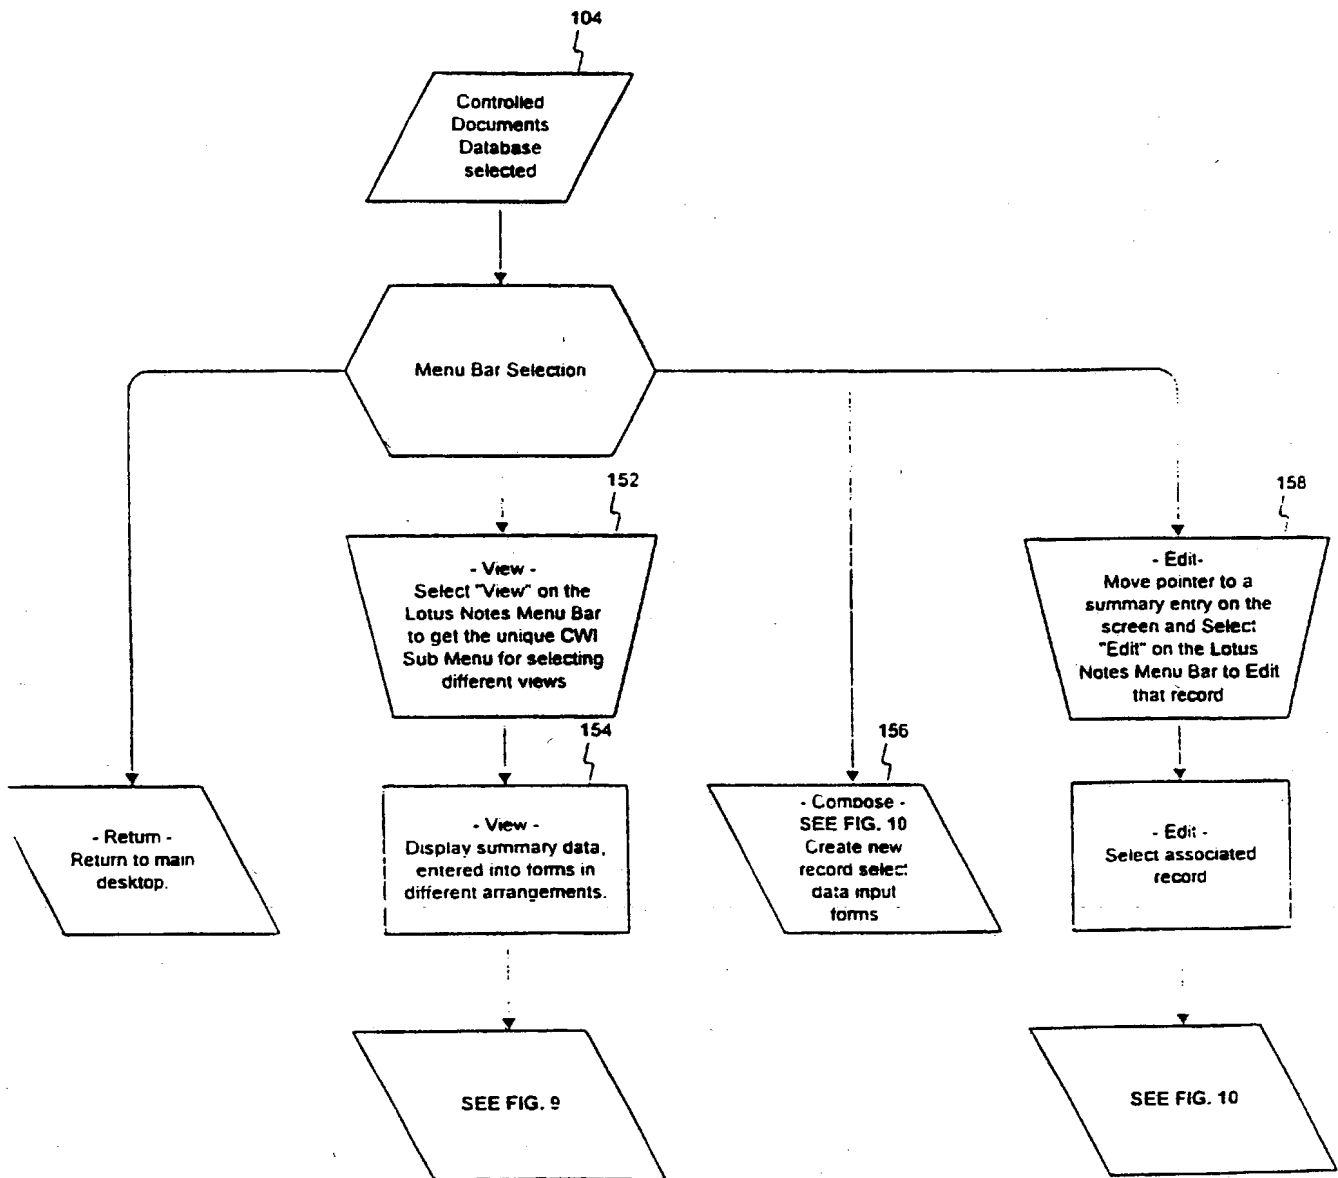 104
Controlled
Documents
Database
selected
Menu Bar Selection
152
- View -
Select "View" on the
Lotus Notes Menu Bar
to get the unique CWI
Sub Menu for selecting
different views
158
- Edit-
Move pointer to a
summary entry on the
screen and Select
"Edit" on the Lotus
Notes Menu Bar to Edit
that record
- Return -
Return to main
desktop.
154
- View -
Display summary data,
entered into forms in
different arrangements.
156
- Compose -
SEE FIG. 10
Create new
record select
data input
forms
- Edit -
Select associated
record
SEE FIG. 9
SEE FIG. 10